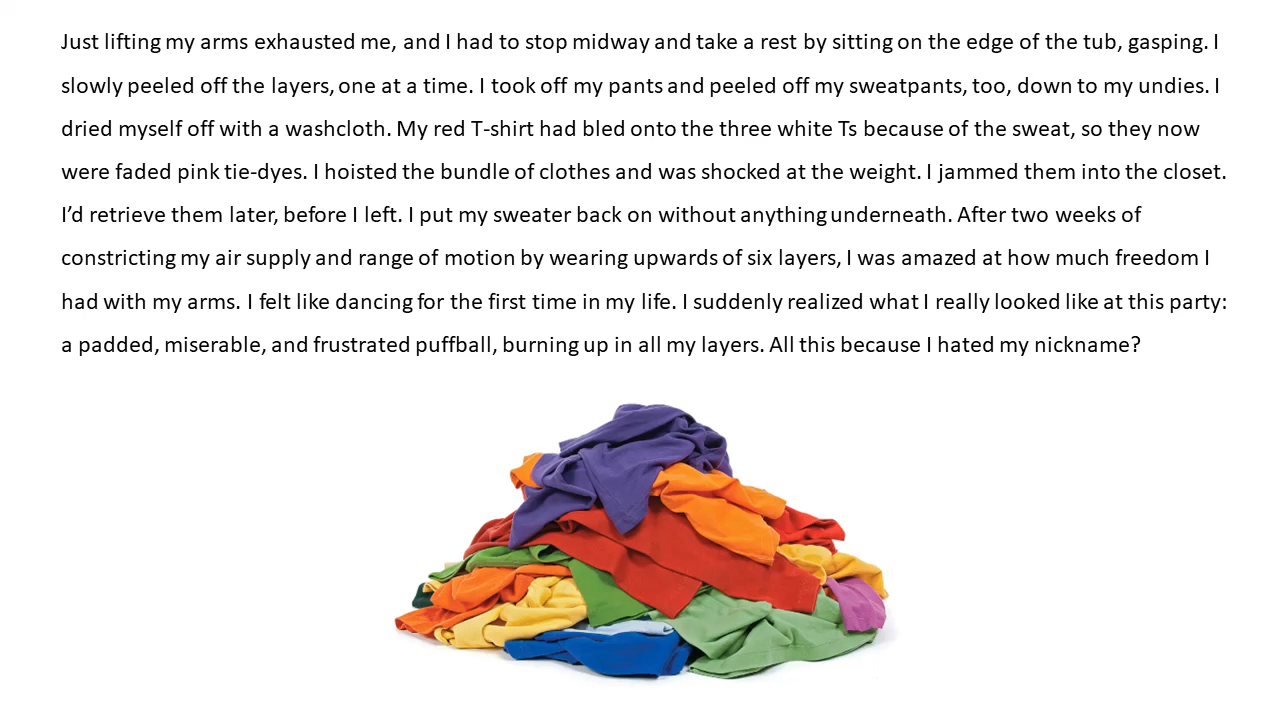 Just lifting my arms exhausted me, and I had to stop midway and take a rest by sitting on the edge of the tub, gasping. I
slowly peeled off the layers, one at a time. I took off my pants and peeled off my sweatpants, too, down to my undies. I
dried myself off with a washcloth. My red T-shirt had bled onto the three white Ts because of the sweat, so they now
were faded pink tie-dyes. I hoisted the bundle of clothes and was shocked at the weight. I jammed them into the closet.
I’d retrieve them later, before I left. I put my sweater back on without anything underneath. After two weeks of
constricting my air supply and range of motion by wearing upwards of six layers, I was amazed at how much freedom I
had with my arms. I felt like dancing for the first time in my life. I suddenly realized what I really looked like at this party:
a padded, miserable, and frustrated puffball, burning up in all my layers. All this because I hated my nickname?